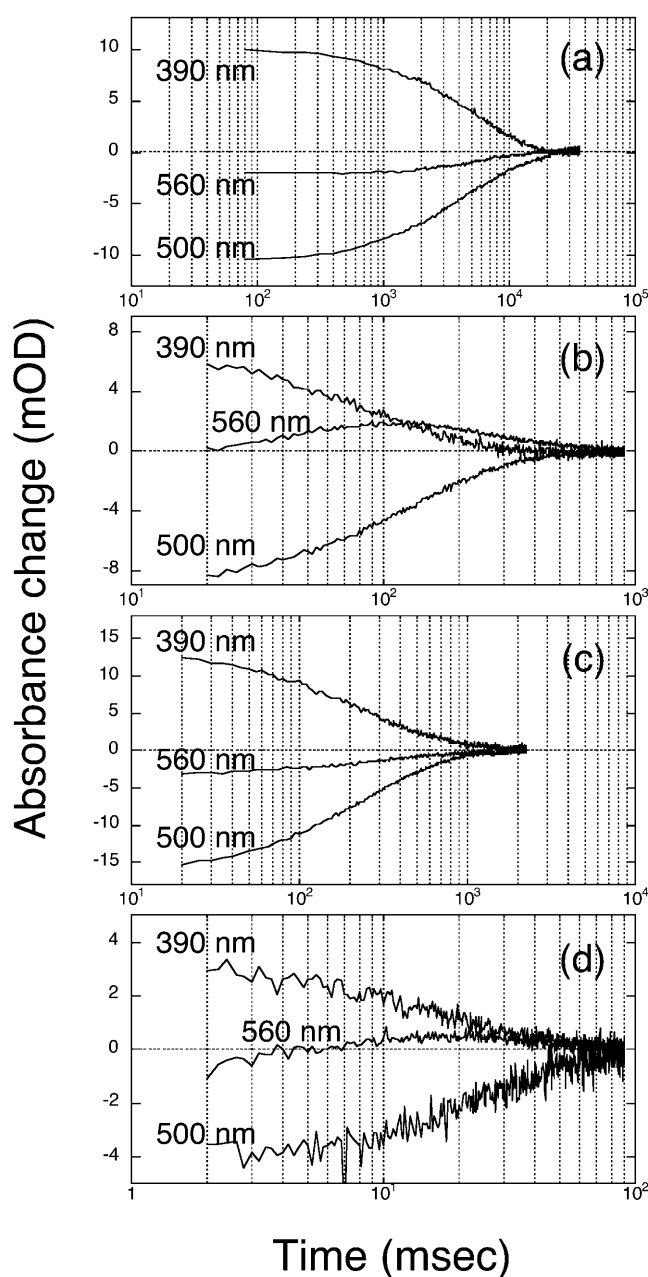 Absorbance change (mOD)
10
5
0
-5
-10
390 nm
560 nm
500 nm
(a)
10¹ 10² 10³ 10⁴ 10⁵
8
4
0
-4
-8
390 nm
560 nm
500 nm
(b)
10¹ 10² 10³
15
10
5
0
-5
-10
-15
390 nm
560 nm
500 nm
(c)
10¹ 10² 10³ 10⁴
4
2
0
-2
-4
390 nm
560 nm
500 nm
(d)
1 10¹ 10²
Time (msec)